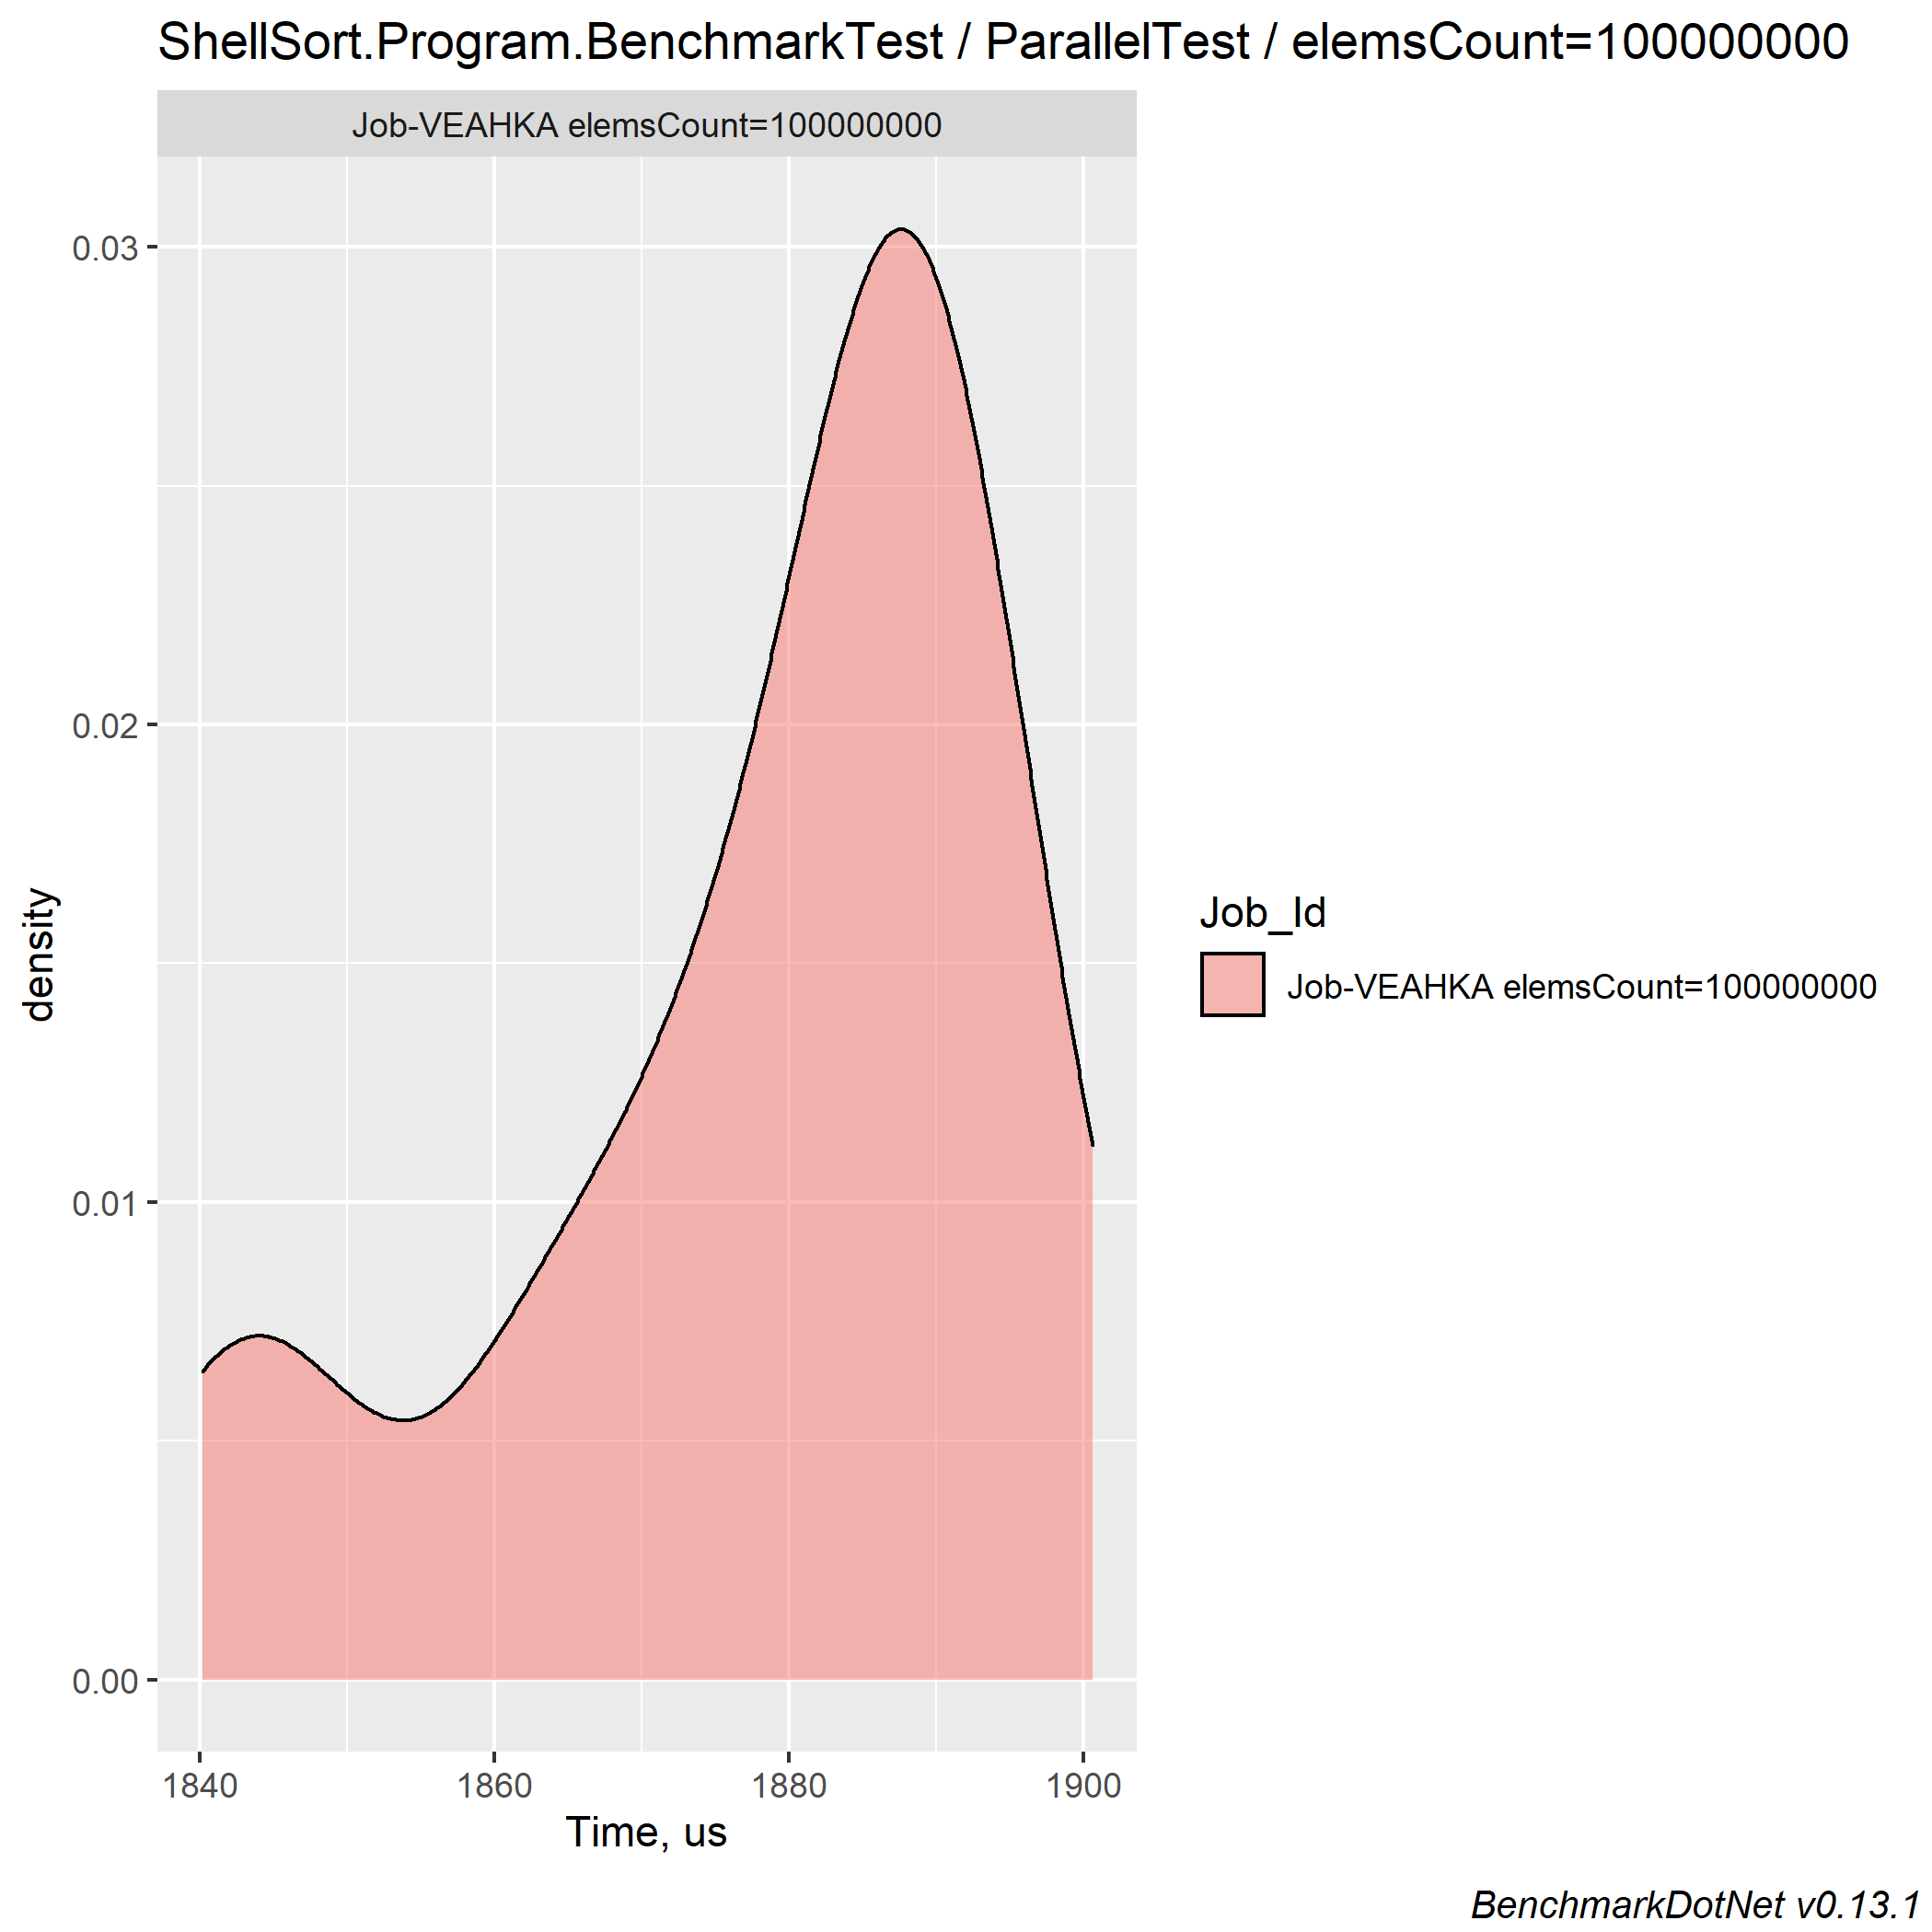 ShellSort.Program.BenchmarkTest / ParallelTest / elemsCount=100000000
Job-VEAHKA elemsCount=100000000
0.03
0.02
0.01
0.00
density
1840 1860 1880 1900
Time, us
Job_Id
Job-VEAHKA elemsCount=100000000
BenchmarkDotNet v0.13.1